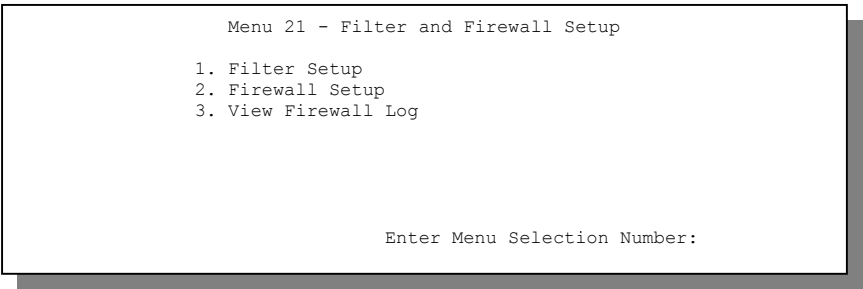 Menu 21 - Filter and Firewall Setup
1. Filter Setup
2. Firewall Setup
3. View Firewall Log
Enter Menu Selection Number: